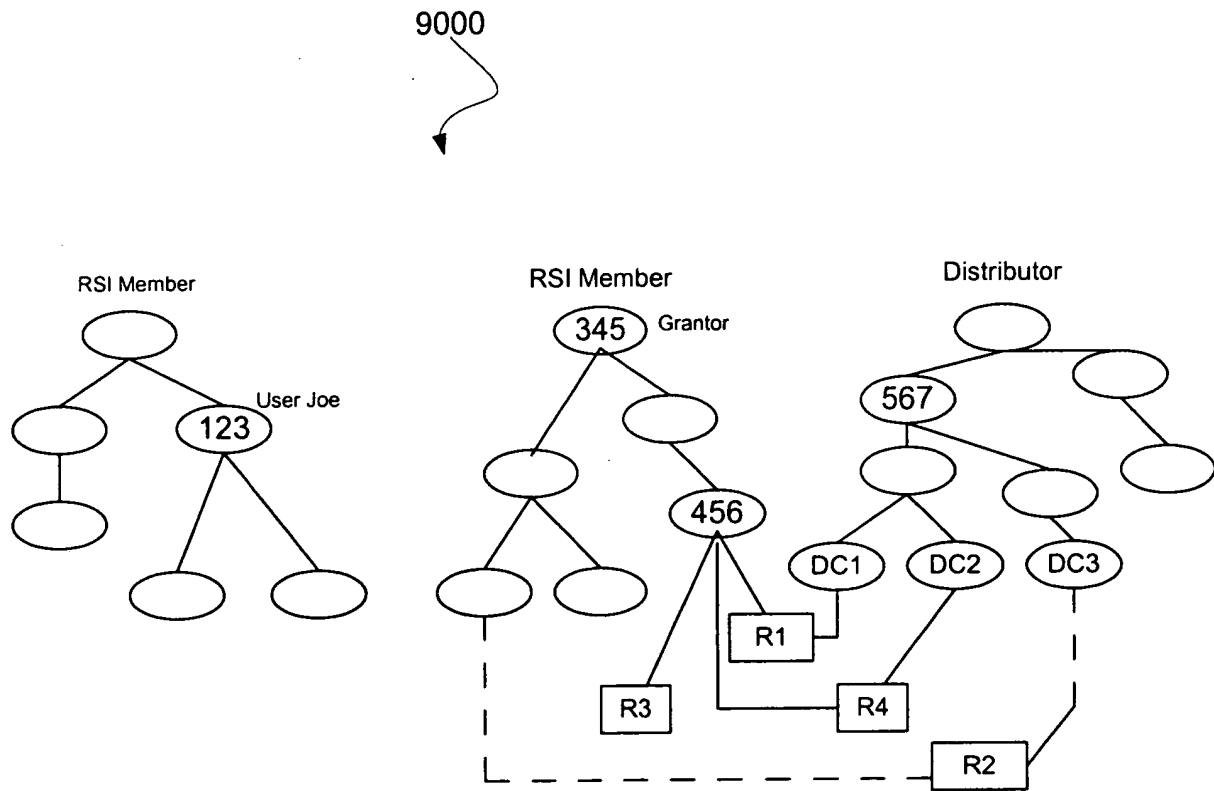 9000
RSI Member
RSI Member
Distributor
345
Grantor
User Joe
123
567
456
DC1
DC2
DC3
R1
R3
R4
R2